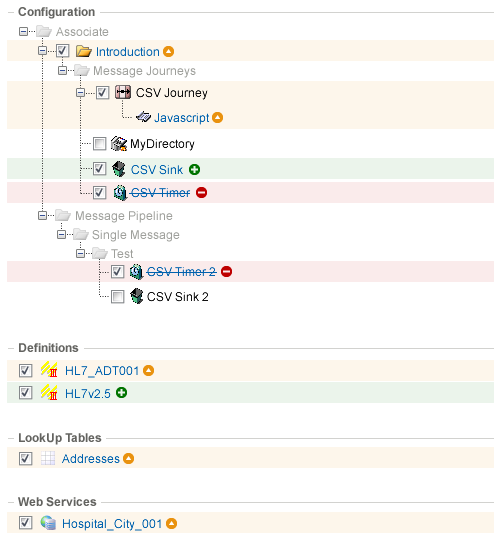 Configuration
Associate
Introduction
Message Journeys
CSV Journey
Javascript
MyDirectory
CSV Sink
CSV Timer
Message Pipeline
Single Message
Test
CSV Timer 2
CSV Sink 2
Definitions
HL7_ADT001
HL7v2.5
LookUp Tables
Addresses
Web Services
Hospital_City_001